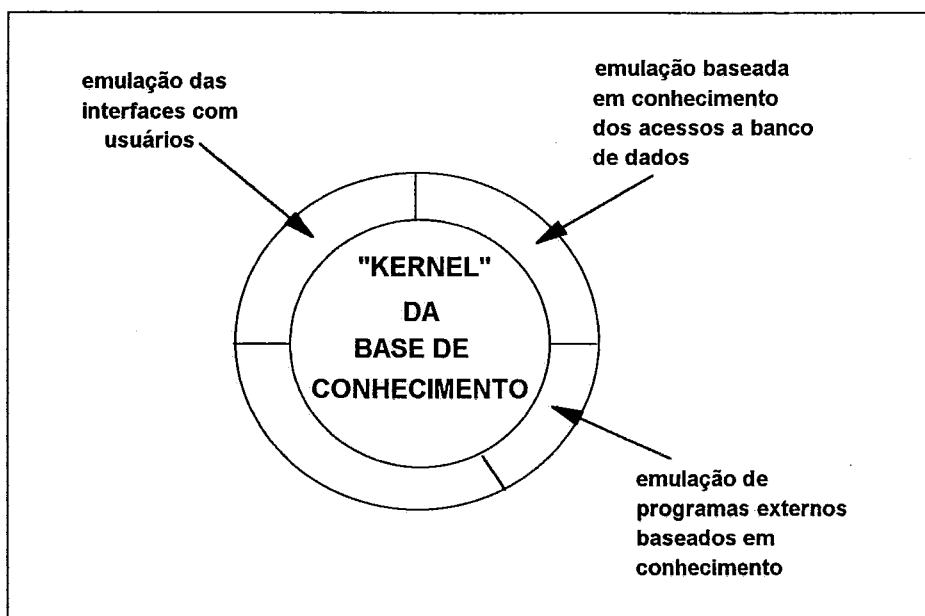 emulação das
interfaces com
usuários
emulação baseada
em conhecimento
dos acessos a banco
de dados
"KERNEL"
DA
BASE DE
CONHECIMENTO
emulação de
programas externos
baseados em
conhecimento